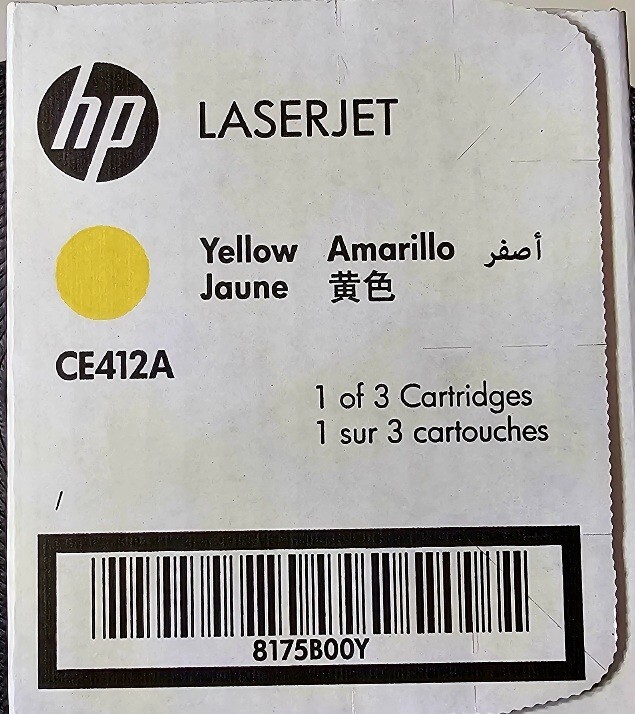 hp
LASERJET
Yellow Amarillo أصفر
Jaune 黄色
CE412A
1 of 3 Cartridges
1 sur 3 cartouches
/
8175B00Y